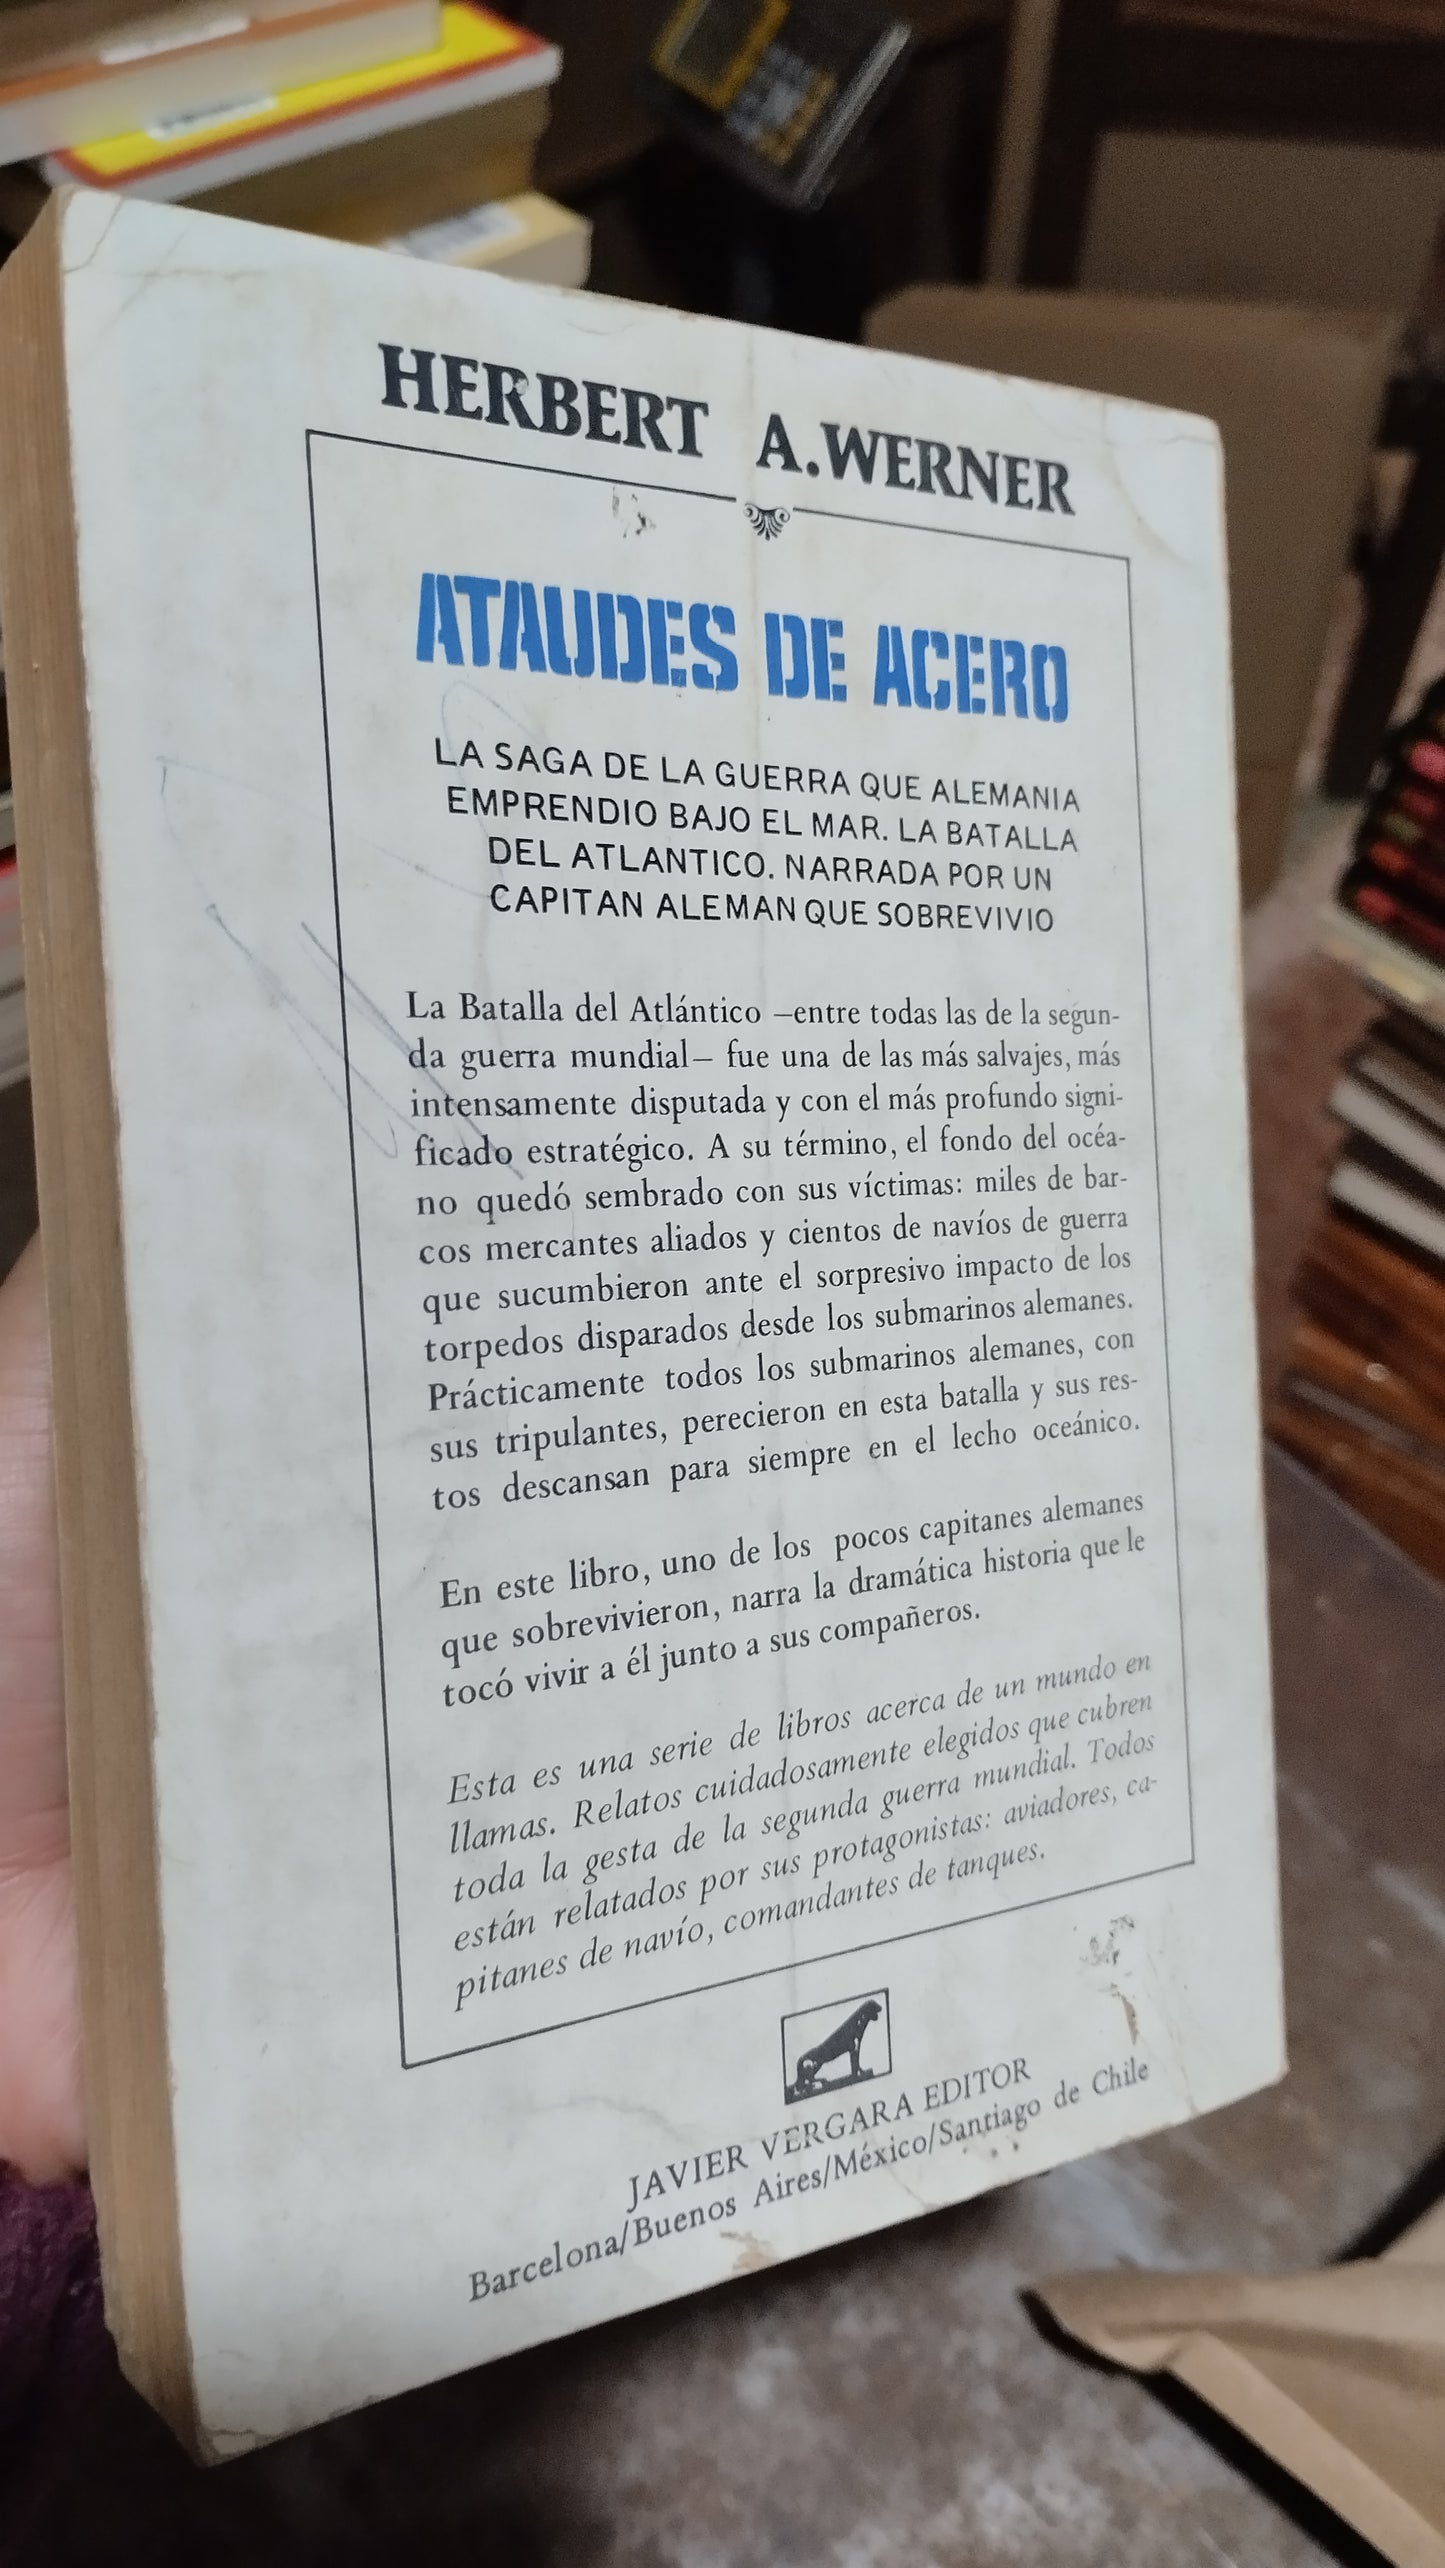 HERBERT A.WERNER
ATAUDES DE ACERO
LA SAGA DE LA GUERRA QUE ALEMANIA
EMPRENDIO BAJO EL MAR. LA BATALLA
DEL ATLANTICO. NARRADA POR UN
CAPITAN ALEMAN QUE SOBREVIVIO
La Batalla del Atlántico –entre todas las de la segun-
da guerra mundial– fue una de las más salvajes, más
intensamente disputada y con el más profundo signi-
ficado estratégico. A su término, el fondo del océa-
no quedó sembrado con sus víctimas: miles de bar-
cos mercantes aliados y cientos de navíos de guerra
que sucumbieron ante el sorpresivo impacto de los
torpedos disparados desde los submarinos alemanes.
Prácticamente todos los submarinos alemanes, con
sus tripulantes, perecieron en esta batalla y sus res-
tos descansan para siempre en el lecho oceánico.
En este libro, uno de los pocos capitanes alemanes
que sobrevivieron, narra la dramática historia que le
tocó vivir a él junto a sus compañeros.
Esta es una serie de libros acerca de un mundo en
llamas. Relatos cuidadosamente elegidos que cubren
toda la gesta de la segunda guerra mundial. Todos
están relatados por sus protagonistas: aviadores, ca-
pitanes de navío, comandantes de tanques.
JAVIER VERGARA EDITOR
Barcelona/Buenos Aires/México/Santiago de Chile